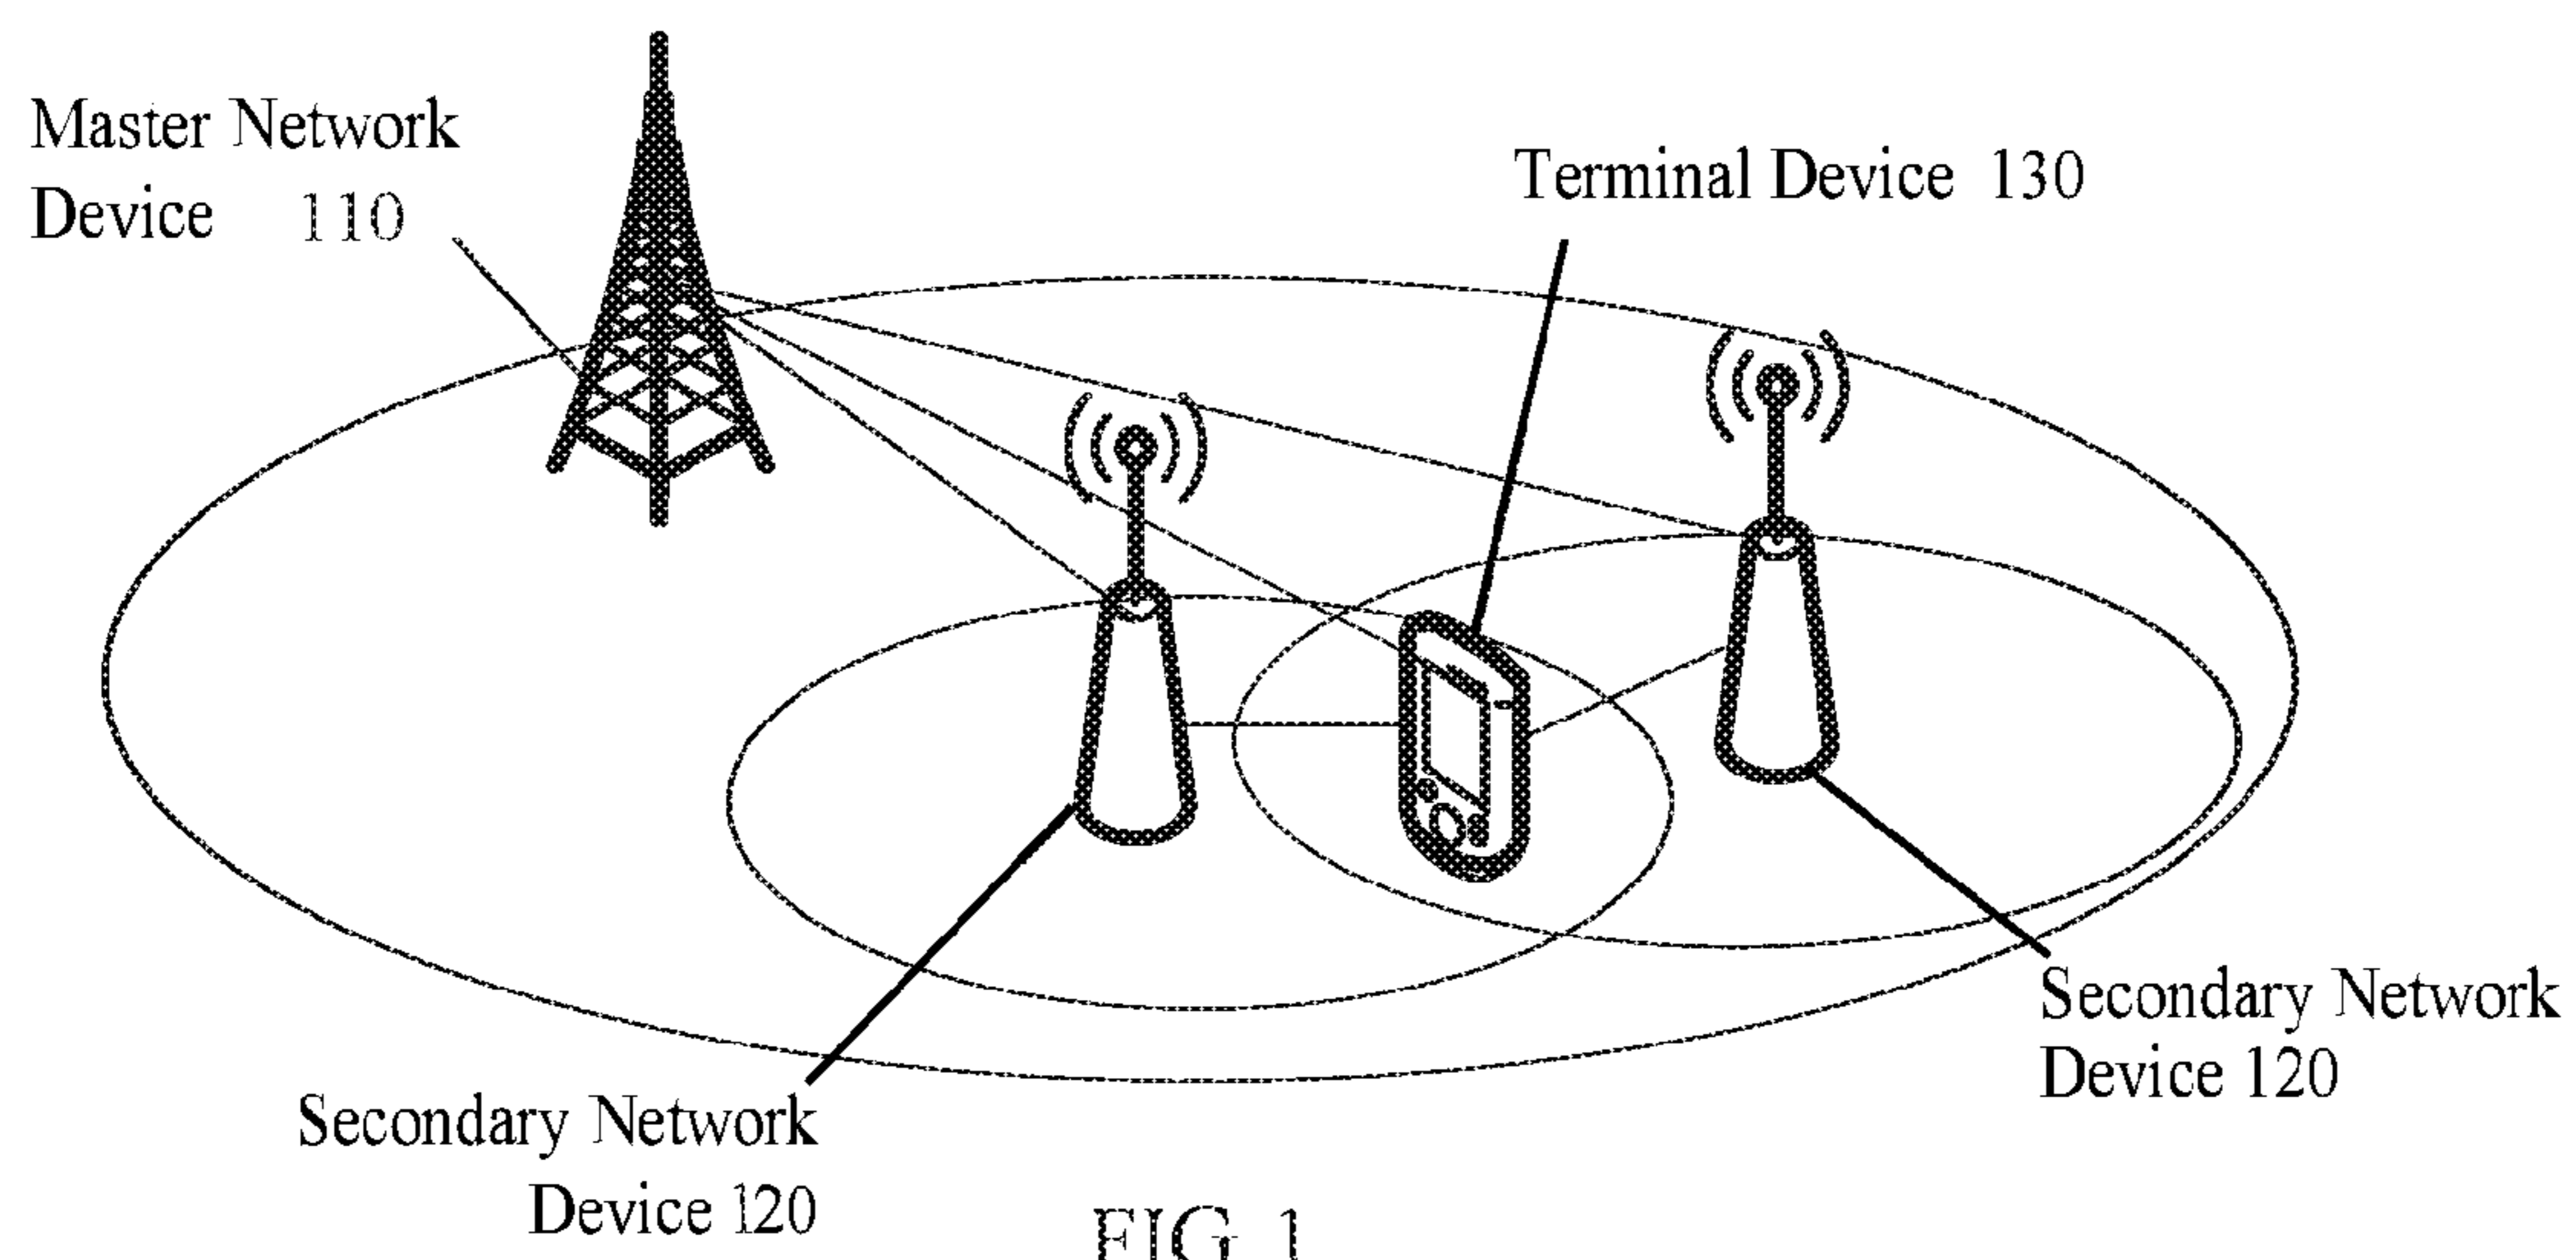 Master Network
Device 110
Terminal Device 130
Secondary Network
Device 120
Secondary Network
Device 120
FIG. 1